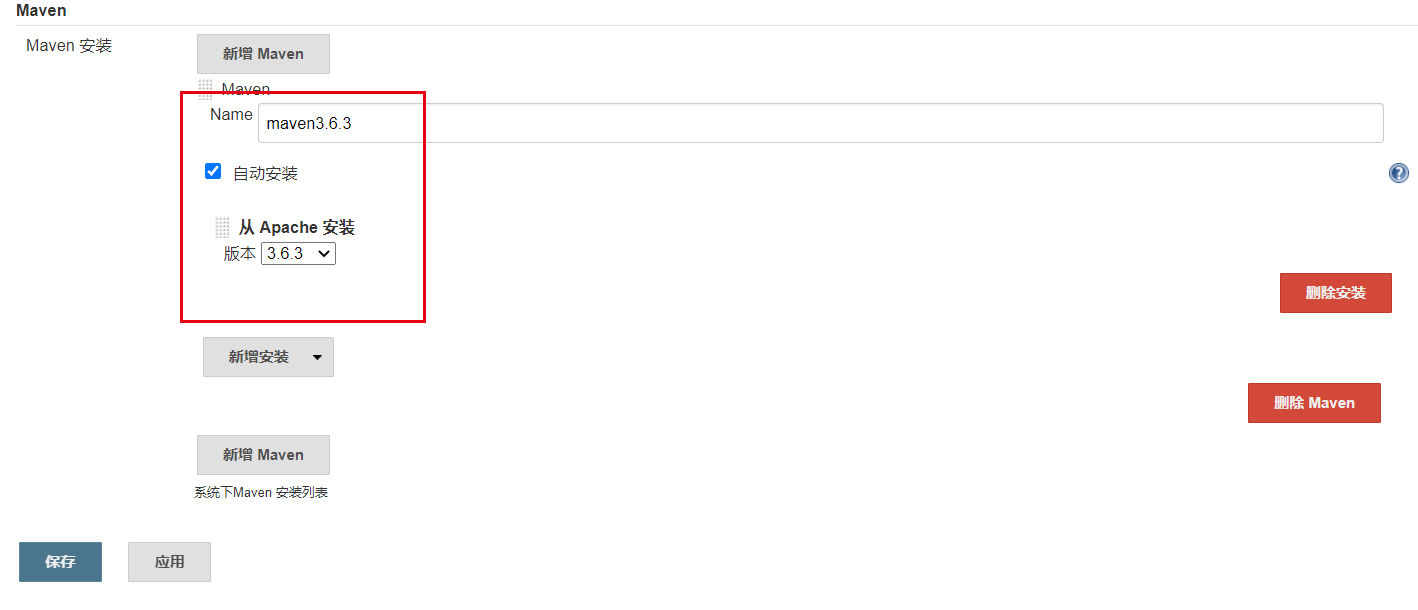 Maven
Maven 安装
新增 Maven
Maven
Name
maven3.6.3
自动安装
?
从 Apache 安装
版本
3.6.3
删除安装
新增安装
删除 Maven
新增 Maven
系统下Maven 安装列表
保存
应用